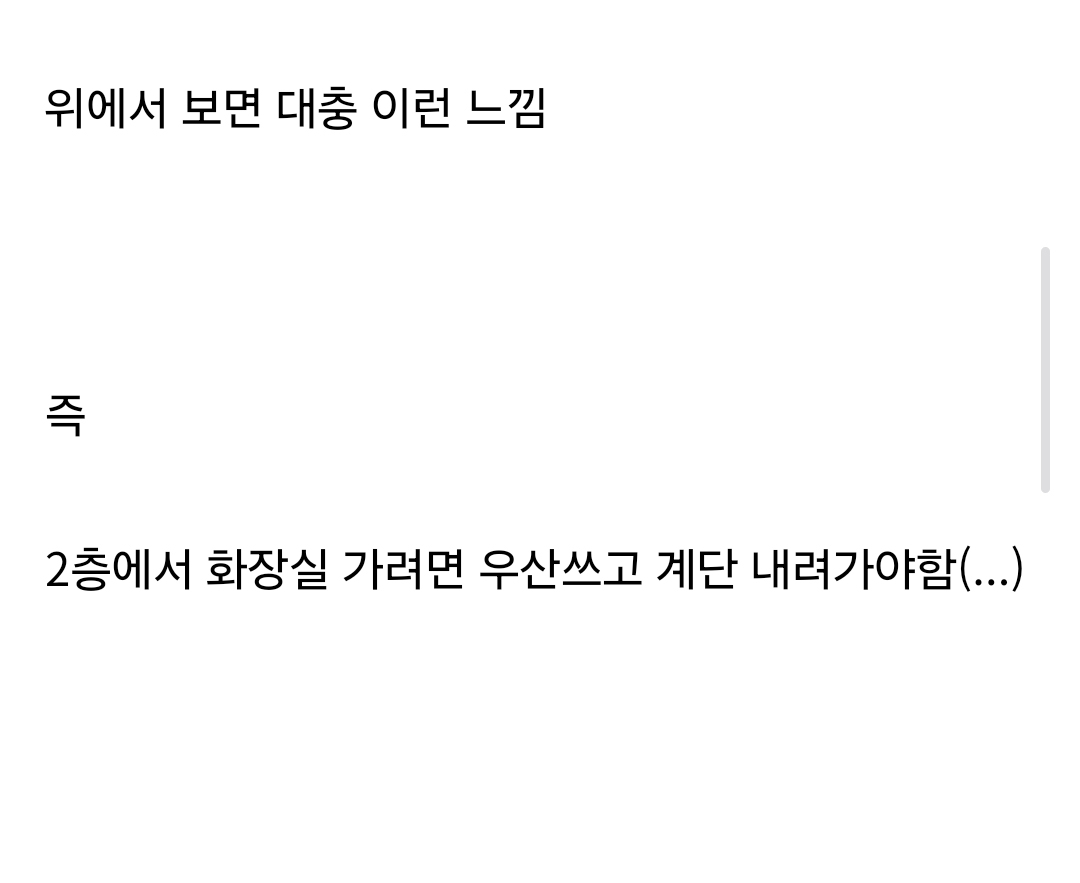 위에서 보면 대충 이런 느낌
즉
2층에서 화장실 가려면 우산쓰고 계단 내려가야함(...)